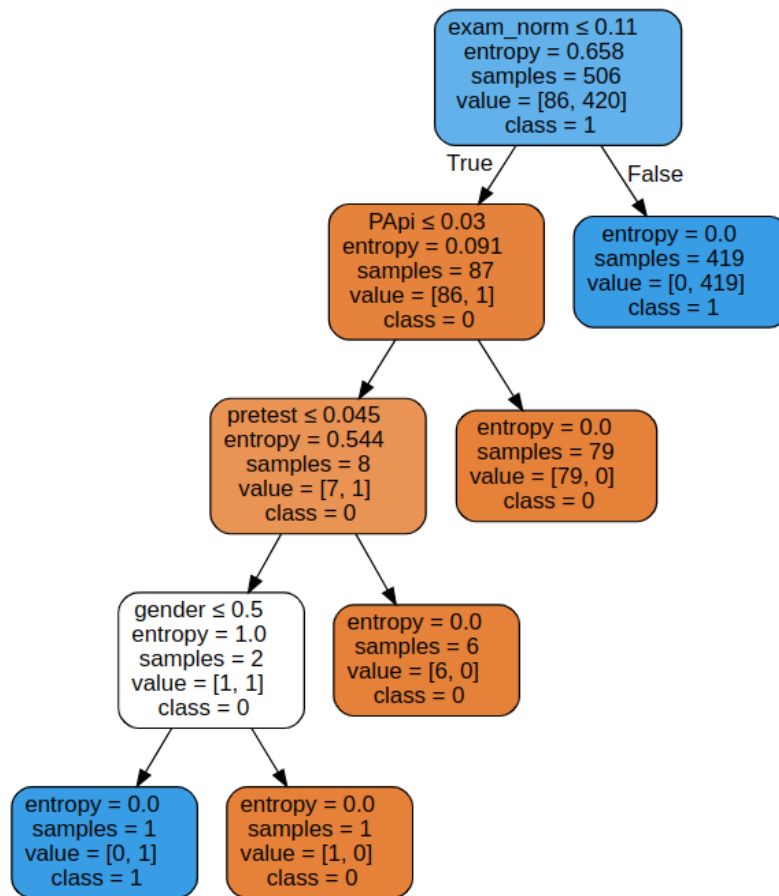 exam_norm ≤ 0.11
entropy = 0.658
samples = 506
value = [86, 420]
class = 1
True
False
PApi ≤ 0.03
entropy = 0.091
samples = 87
value = [86, 1]
class = 0
entropy = 0.0
samples = 419
value = [0, 419]
class = 1
pretest ≤ 0.045
entropy = 0.544
samples = 8
value = [7, 1]
class = 0
entropy = 0.0
samples = 79
value = [79, 0]
class = 0
gender ≤ 0.5
entropy = 1.0
samples = 2
value = [1, 1]
class = 0
entropy = 0.0
samples = 6
value = [6, 0]
class = 0
entropy = 0.0
samples = 1
value = [0, 1]
class = 1
entropy = 0.0
samples = 1
value = [1, 0]
class = 0